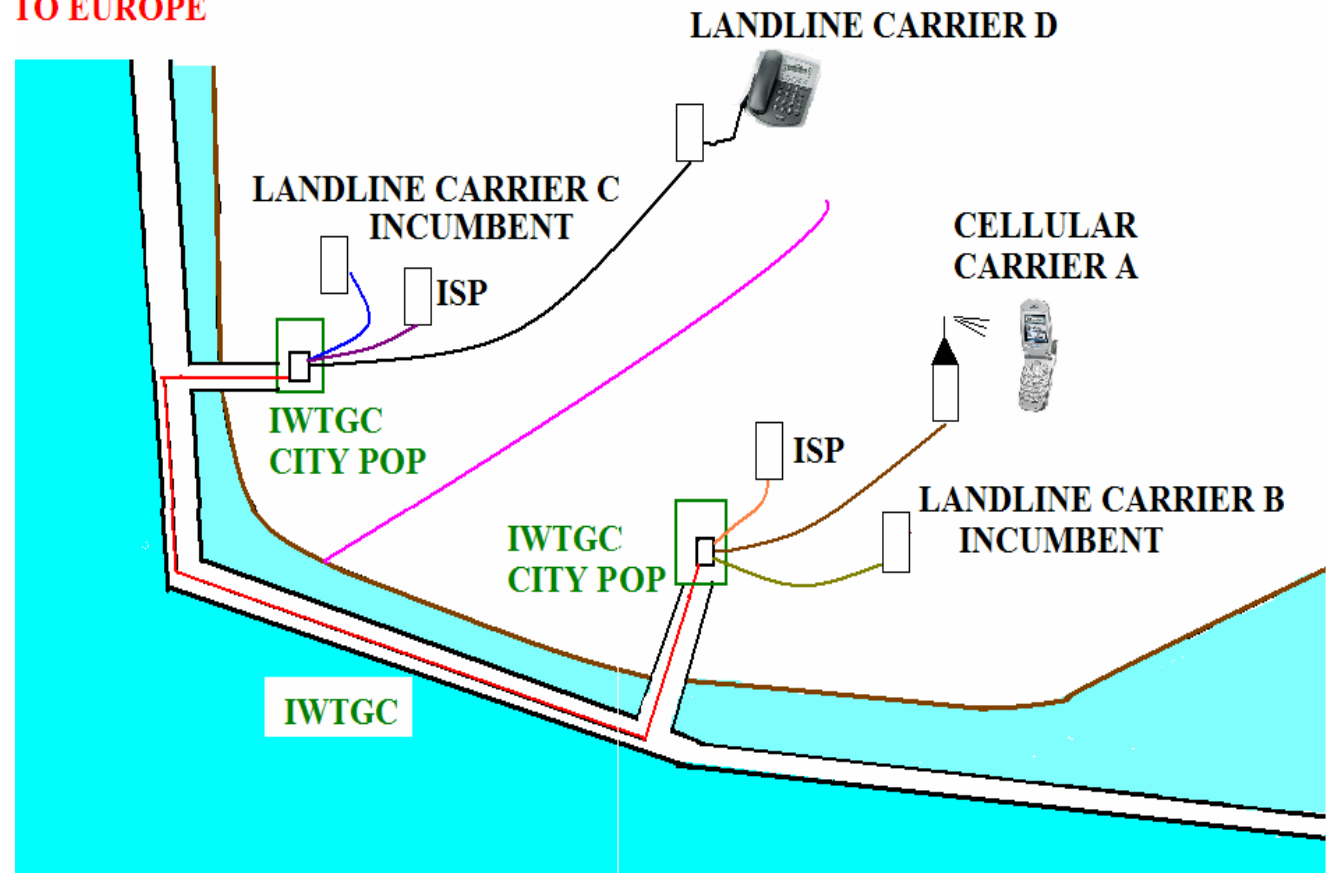 TO EUROPE
LANDLINE CARRIER D
LANDLINE CARRIER C
INCUMBENT
ISP
CELLULAR
CARRIER A
IWTGC
CITY POP
ISP
LANDLINE CARRIER B
INCUMBENT
IWTGC
CITY POP
IWTGC